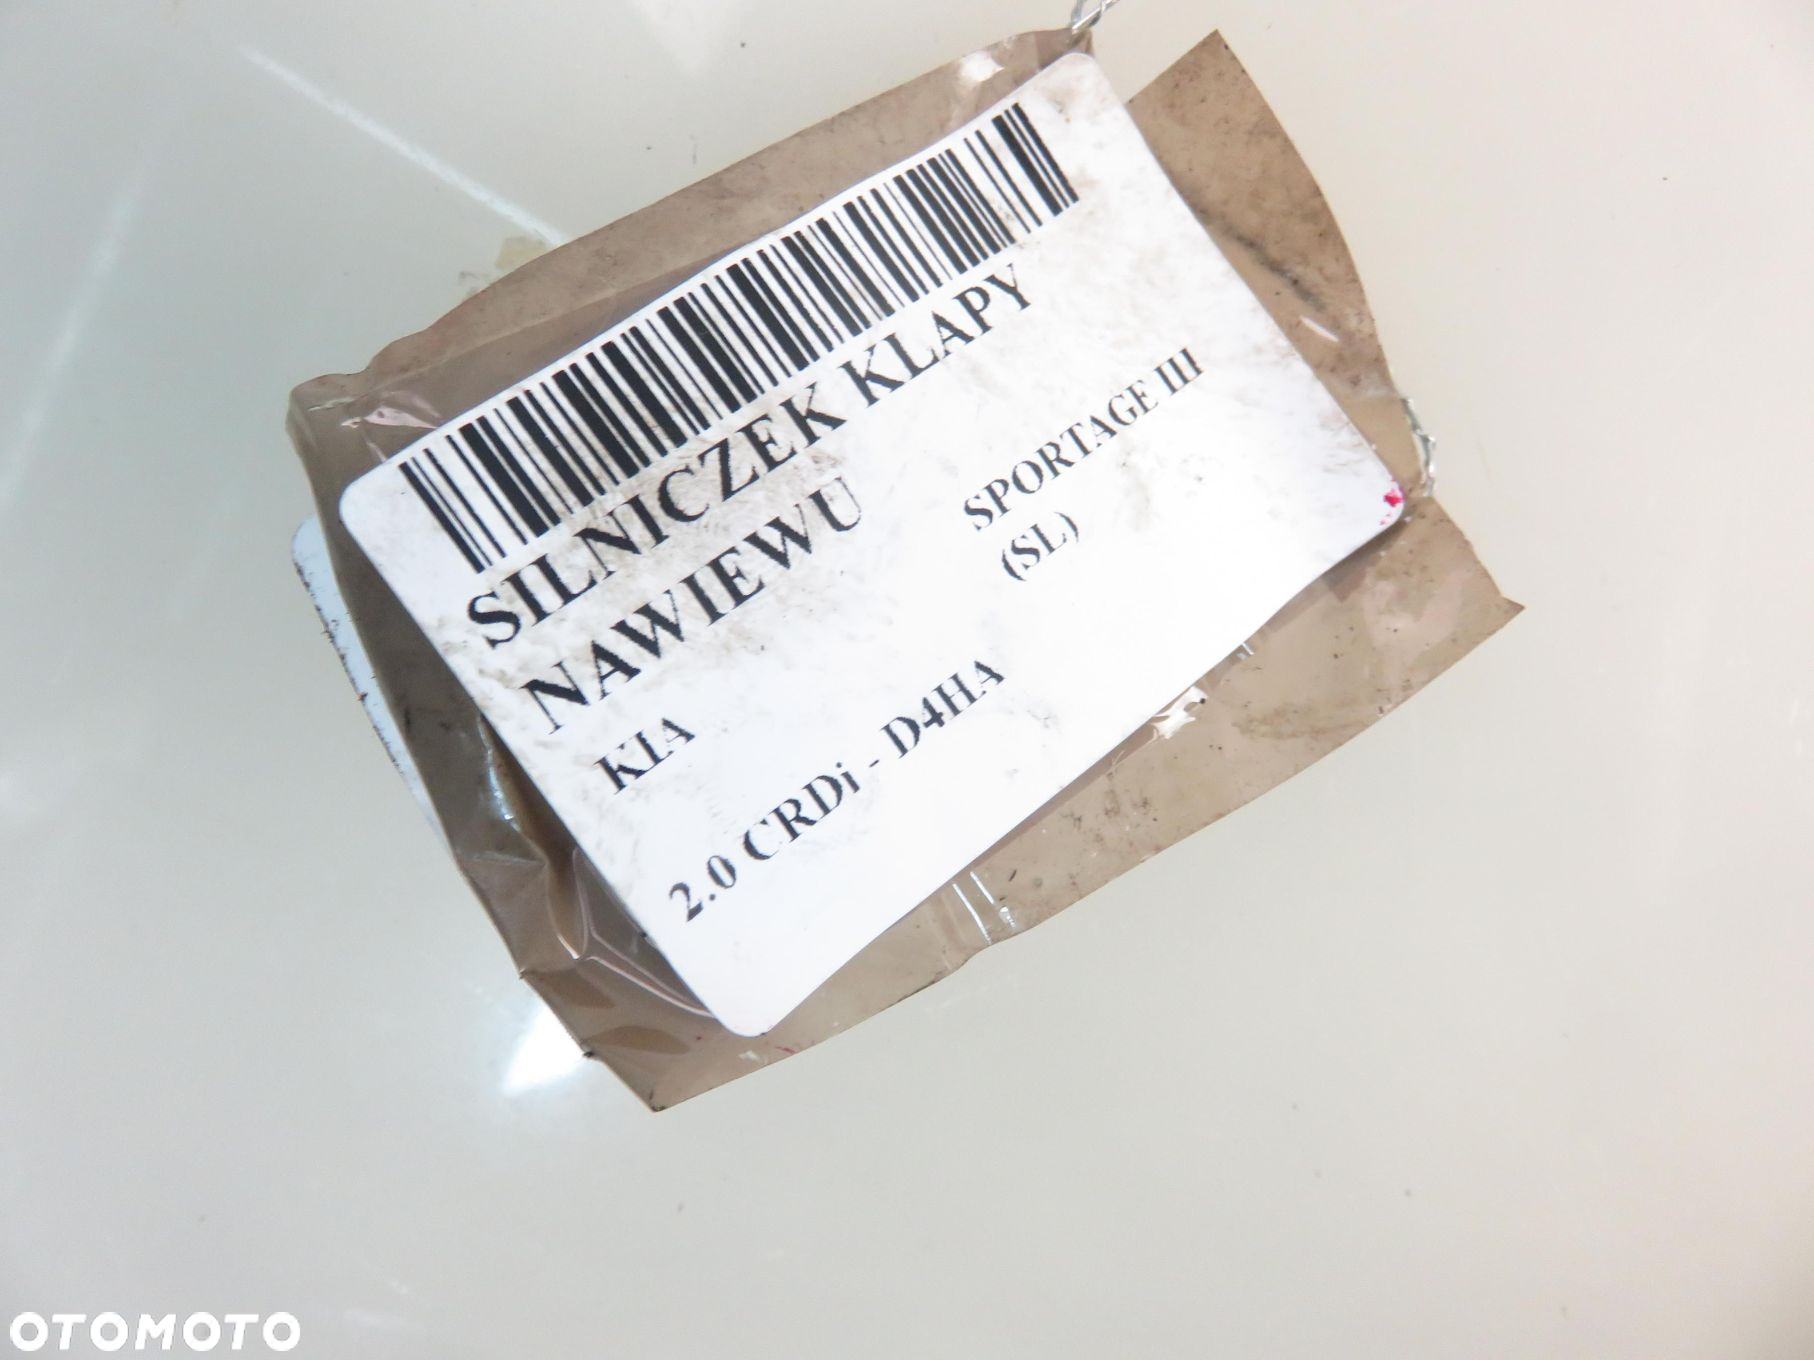 SILNICZEK KLAPY
NAWIEWU
KIA
SPORTAGE III
(SL)
2.0 CRDi - D4HA
OTOMOTO